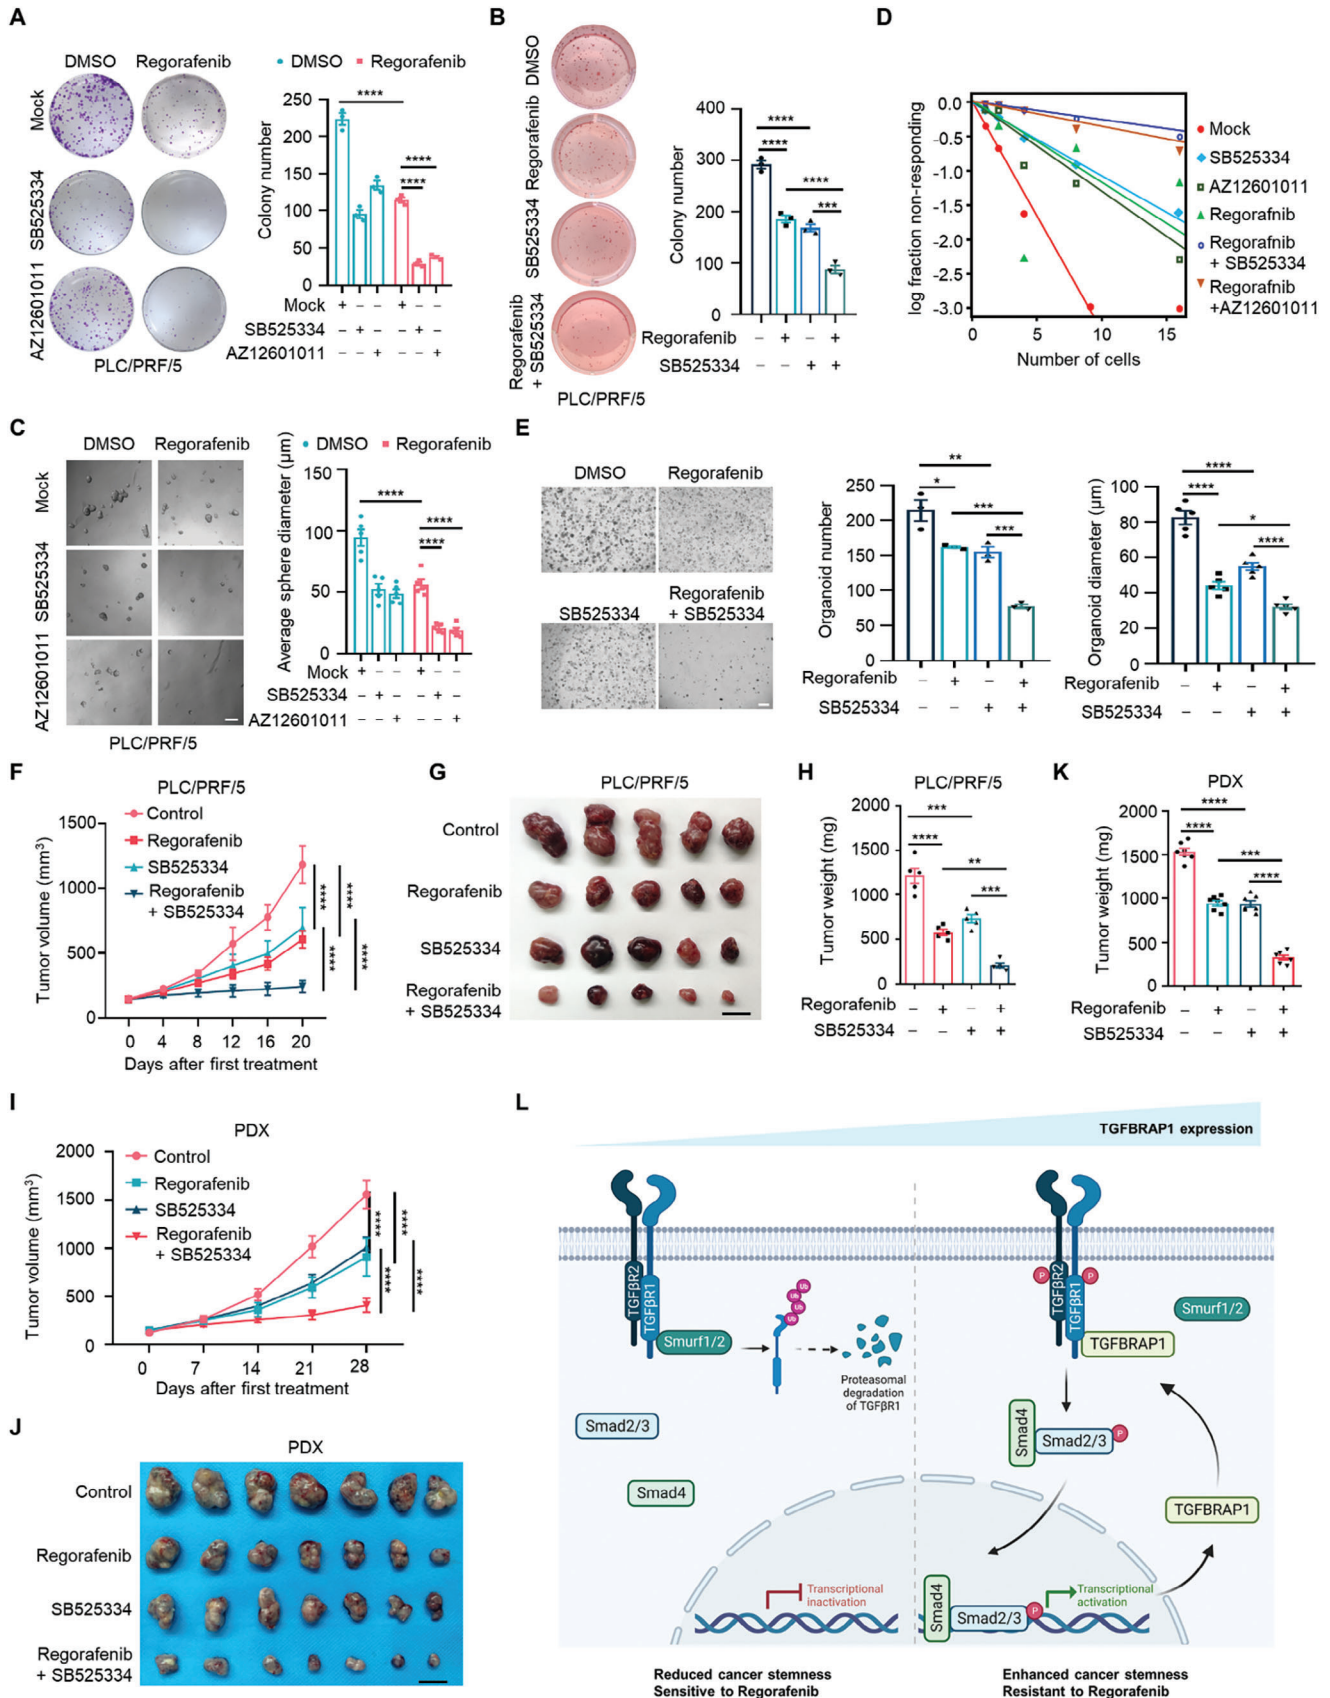 A
DMSO Regorafenib
Mock
SB525334
AZ12601011
PLC/PRF/5
DMSO Regorafenib
Colony number
250
200
150
100
50
0
****
****
****
Mock + − − + − −
SB525334 − + − − + −
AZ12601011 − − + − − +
B
DMSO
Regorafenib
SB525334
Regorafenib
+ SB525334
PLC/PRF/5
Colony number
400
300
200
100
0
****
****
****
***
Regorafenib − + − +
SB525334 − − + +
D
log fraction non-responding
0.0
-0.5
-1.0
-1.5
-2.0
-2.5
-3.0
0 5 10 15
Number of cells
Mock
SB525334
AZ12601011
Regorafnib
Regorafnib
+ SB525334
Regorafnib
+AZ12601011
C
DMSO Regorafenib
Mock
SB525334
AZ12601011
PLC/PRF/5
DMSO Regorafenib
Average sphere diameter (μm)
150
100
50
0
****
****
****
Mock + − − + − −
SB525334 − + − − + −
AZ12601011 − − + − − +
E
DMSO Regorafenib
SB525334 Regorafenib
+ SB525334
Organoid number
250
200
150
100
50
0
**
*
***
***
Regorafenib − + − +
SB525334 − − + +
Organoid diameter (μm)
100
80
60
40
20
0
****
****
*
****
Regorafenib − + − +
SB525334 − − + +
F
PLC/PRF/5
Control
Regorafenib
SB525334
Regorafenib
+ SB525334
Tumor volume (mm³)
1500
1000
500
0
0 4 8 12 16 20
Days after first treatment
****
****
****
****
G
PLC/PRF/5
Control
Regorafenib
SB525334
Regorafenib
+ SB525334
H
PLC/PRF/5
Tumor weight (mg)
2000
1500
1000
500
0
***
****
**
***
Regorafenib − + − +
SB525334 − − + +
K
PDX
Tumor weight (mg)
2000
1500
1000
500
0
****
****
***
****
Regorafenib − + − +
SB525334 − − + +
I
PDX
Control
Regorafenib
SB525334
Regorafenib
+ SB525334
Tumor volume (mm³)
2000
1500
1000
500
0
0 7 14 21 28
Days after first treatment
****
****
****
****
J
PDX
Control
Regorafenib
SB525334
Regorafenib
+ SB525334
L
TGFBRAP1 expression
TGFβR2
TGFβR1
Smurf1/2
Ub
Ub
Ub
Ub
Proteasomal
degradation
of TGFβR1
Smad2/3
Smad4
Transcriptional
inactivation
Reduced cancer stemness
Sensitive to Regorafenib
P
TGFβR2
TGFβR1
P
Smurf1/2
TGFBRAP1
Smad4
Smad2/3
P
TGFBRAP1
Smad4
Smad2/3
P
Transcriptional
activation
Enhanced cancer stemness
Resistant to Regorafenib